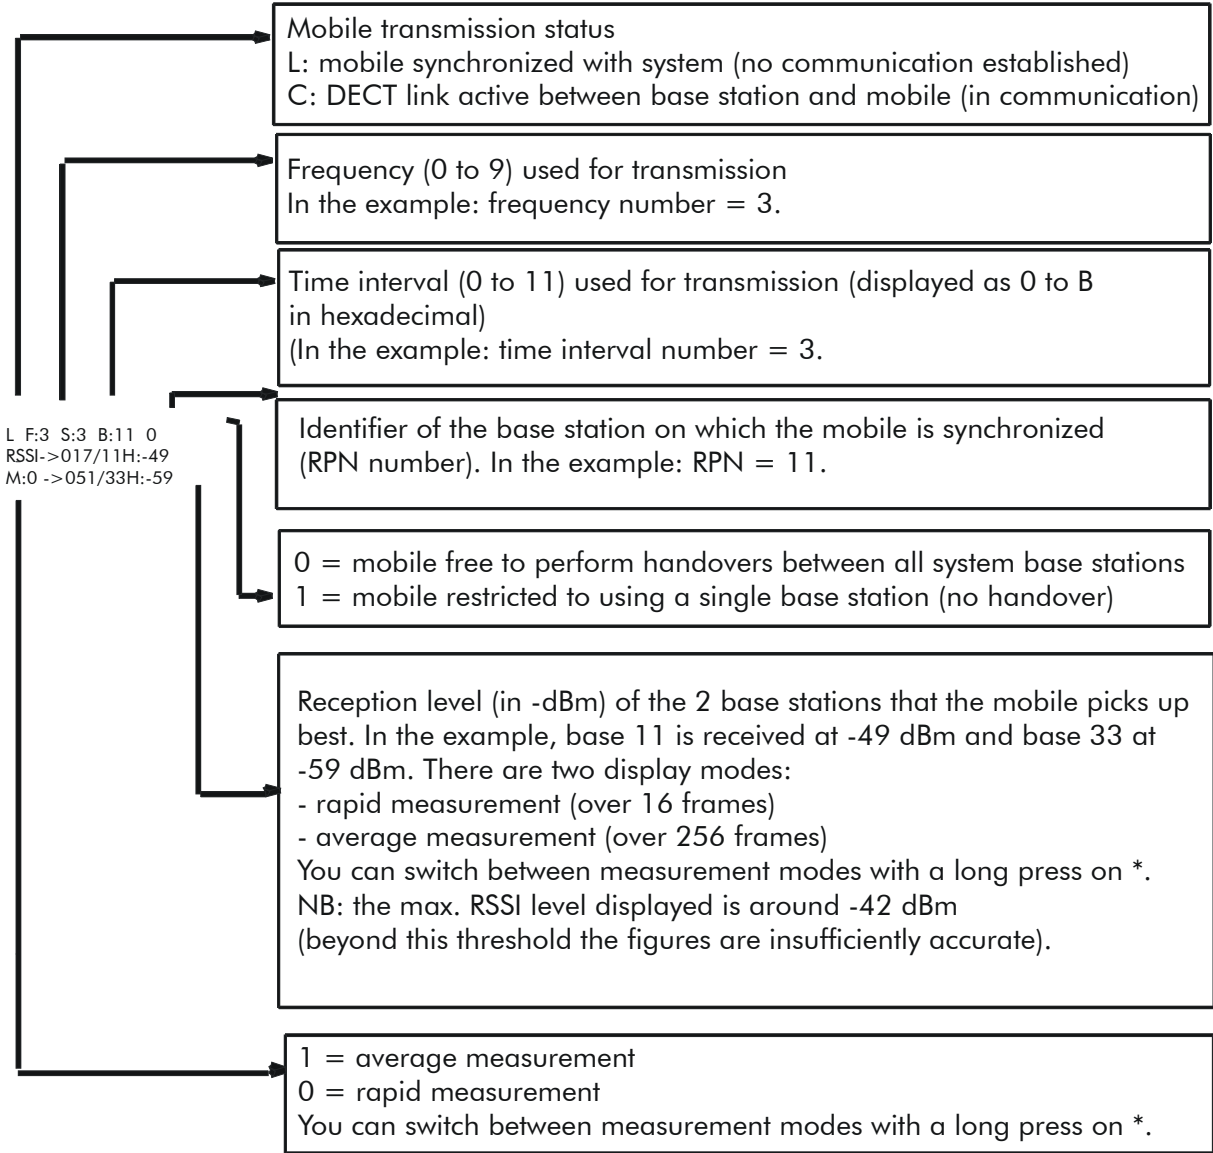 Mobile transmission status
L: mobile synchronized with system (no communication established)
C: DECT link active between base station and mobile (in communication)
Frequency (0 to 9) used for transmission
In the example: frequency number = 3.
Time interval (0 to 11) used for transmission (displayed as 0 to B
in hexadecimal)
(In the example: time interval number = 3.
L F:3 S:3 B:11 0
RSSI->017/11H:-49
M:0 ->051/33H:-59
Identifier of the base station on which the mobile is synchronized
(RPN number). In the example: RPN = 11.
0 = mobile free to perform handovers between all system base stations
1 = mobile restricted to using a single base station (no handover)
Reception level (in -dBm) of the 2 base stations that the mobile picks up
best. In the example, base 11 is received at -49 dBm and base 33 at
-59 dBm. There are two display modes:
- rapid measurement (over 16 frames)
- average measurement (over 256 frames)
You can switch between measurement modes with a long press on *.
NB: the max. RSSI level displayed is around -42 dBm
(beyond this threshold the figures are insufficiently accurate).
1 = average measurement
0 = rapid measurement
You can switch between measurement modes with a long press on *.